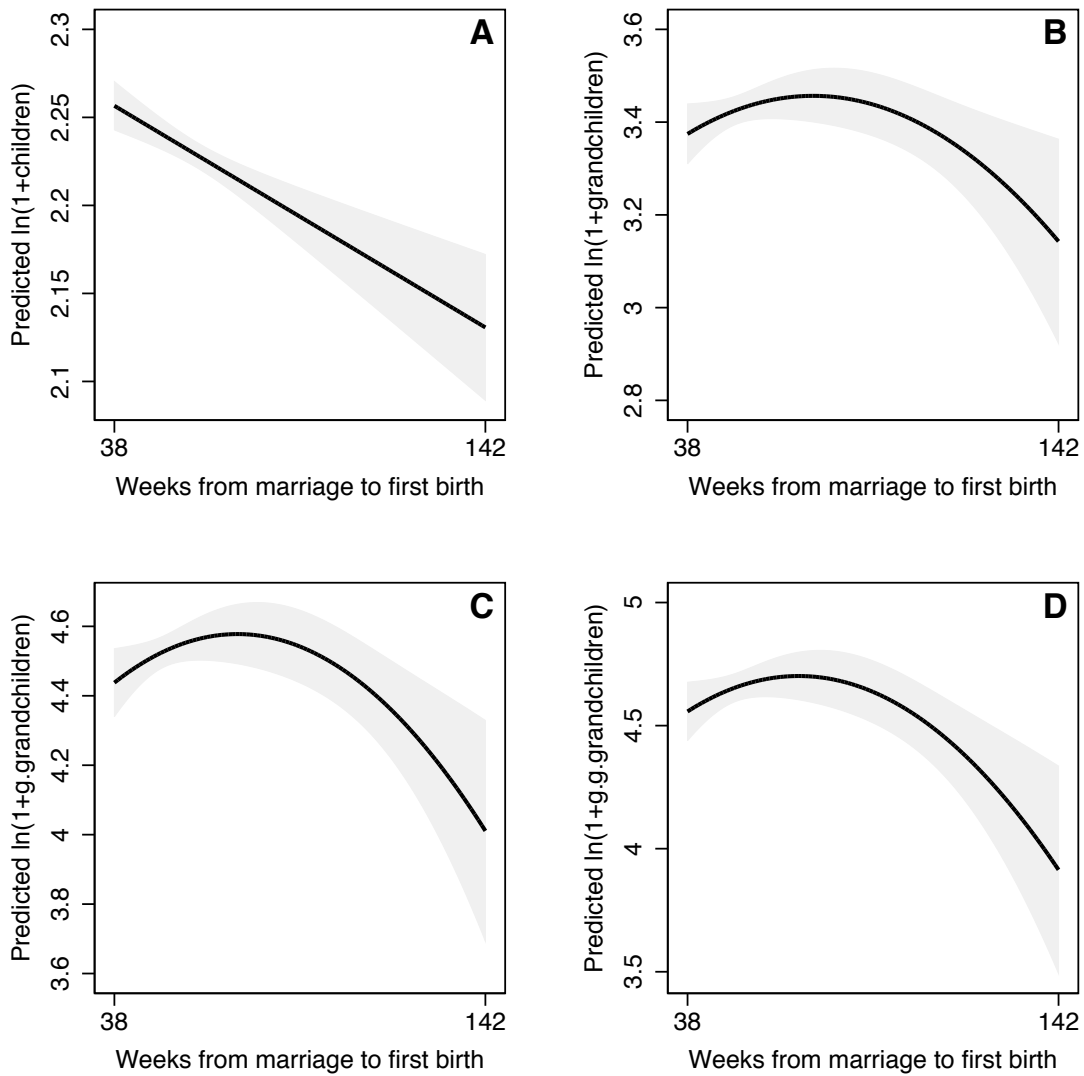 A
Predicted ln(1+children)
2.3
2.25
2.2
2.15
2.1
38
142
Weeks from marriage to first birth
B
Predicted ln(1+grandchildren)
3.6
3.4
3.2
3
2.8
38
142
Weeks from marriage to first birth
C
Predicted ln(1+g.grandchildren)
4.6
4.4
4.2
4
3.8
3.6
38
142
Weeks from marriage to first birth
D
Predicted ln(1+g.g.grandchildren)
5
4.5
4
3.5
38
142
Weeks from marriage to first birth